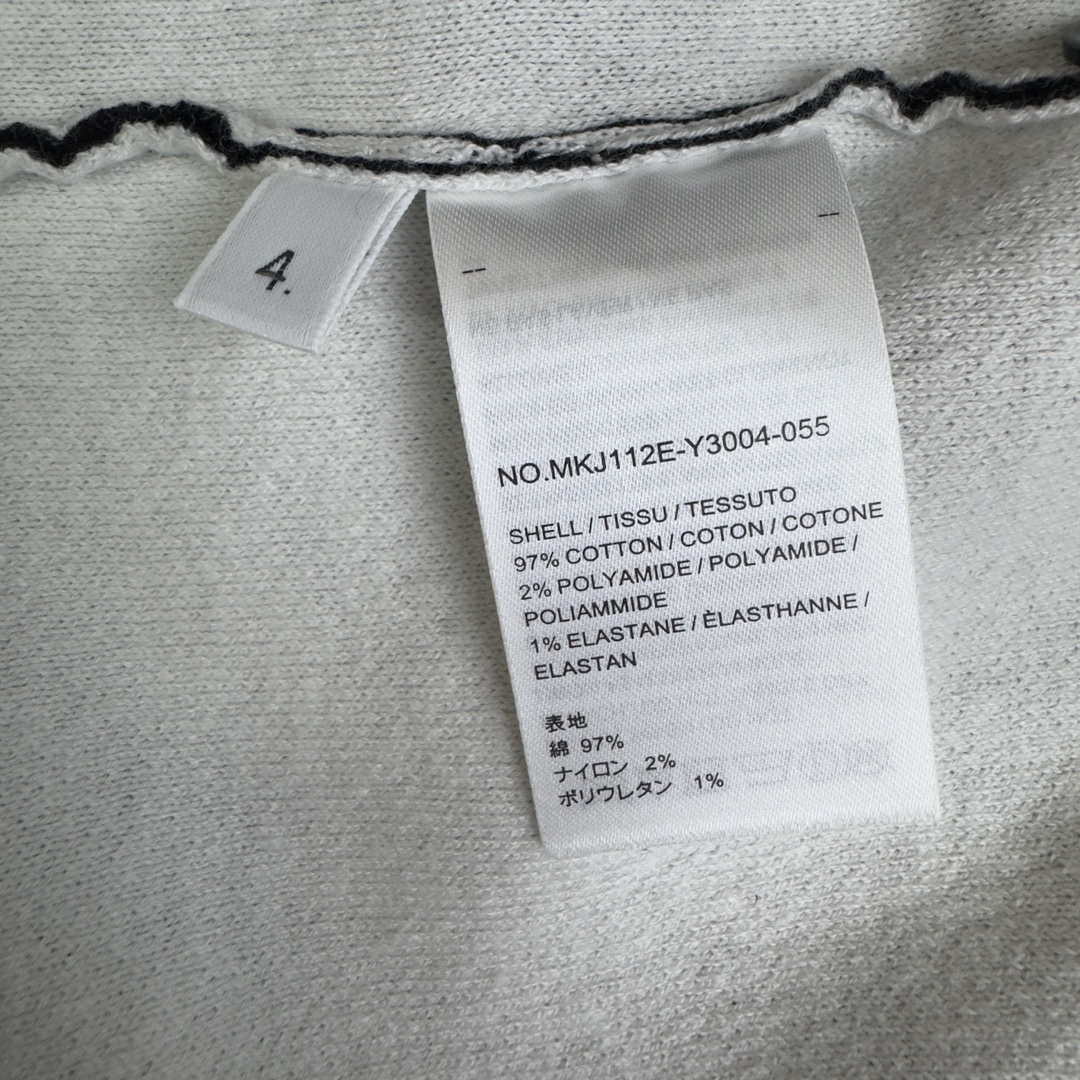 4.
NO.MKJ112E-Y3004-055
SHELL / TISSU / TESSUTO
97% COTTON / COTON / COTONE
2% POLYAMIDE / POLYAMIDE /
POLIAMMIDE
1% ELASTANE / ÈLASTHANNE /
ELASTAN
表地
綿 97%
ナイロン 2%
ポリウレタン 1%